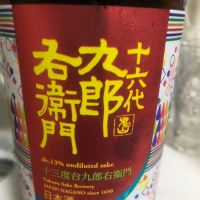 十六代
九郎
右衛門
alc.13% undiluted sake
十三度台九郎右衛門
Yukawa Sake Brewery
JAPAN NAGANO since 1650
日本酒